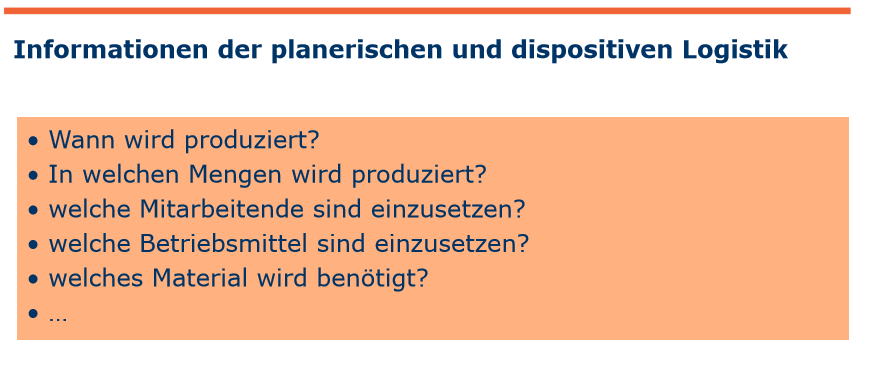 Informationen der planerischen und dispositiven Logistik
• Wann wird produziert?
• In welchen Mengen wird produziert?
• welche Mitarbeitende sind einzusetzen?
• welche Betriebsmittel sind einzusetzen?
• welches Material wird benötigt?
• …